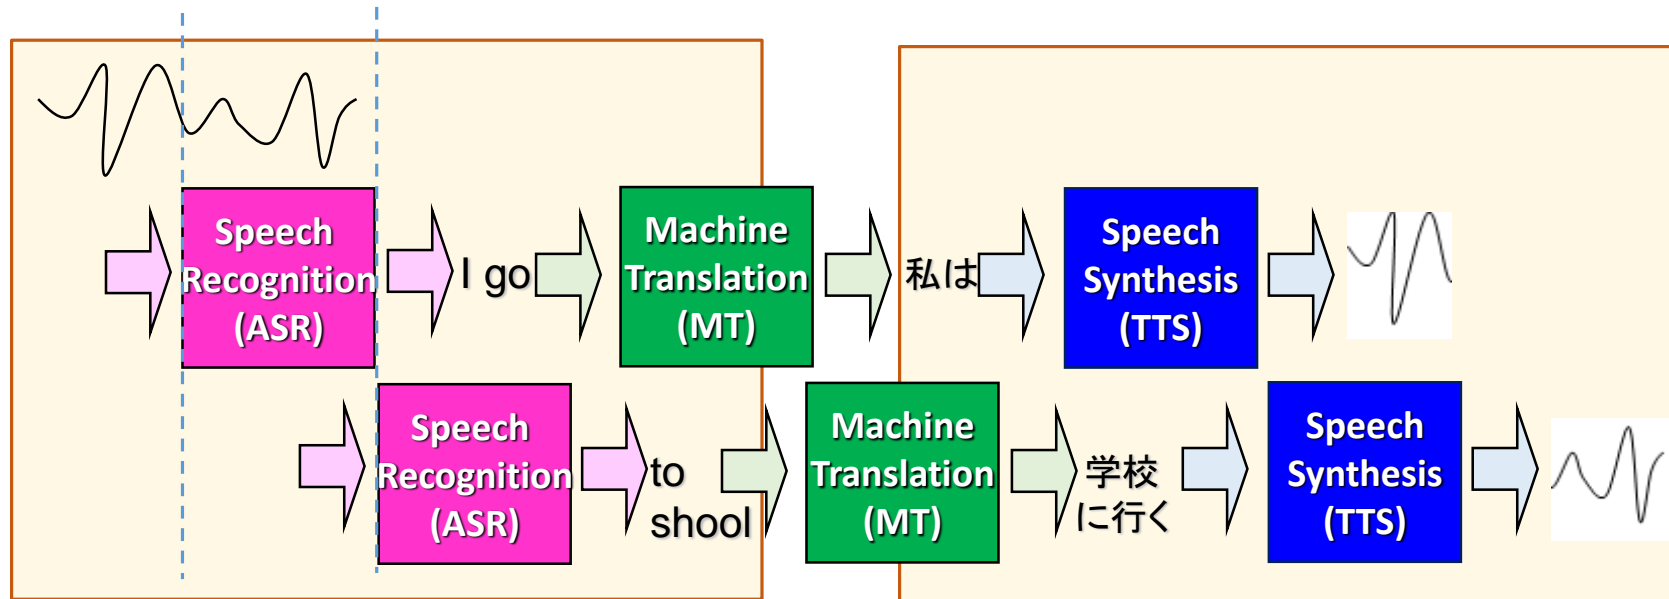 Speech
Recognition
(ASR)
I go
Machine
Translation
(MT)
私は
Speech
Synthesis
(TTS)
Speech
Recognition
(ASR)
to
shool
Machine
Translation
(MT)
学校
に行く
Speech
Synthesis
(TTS)